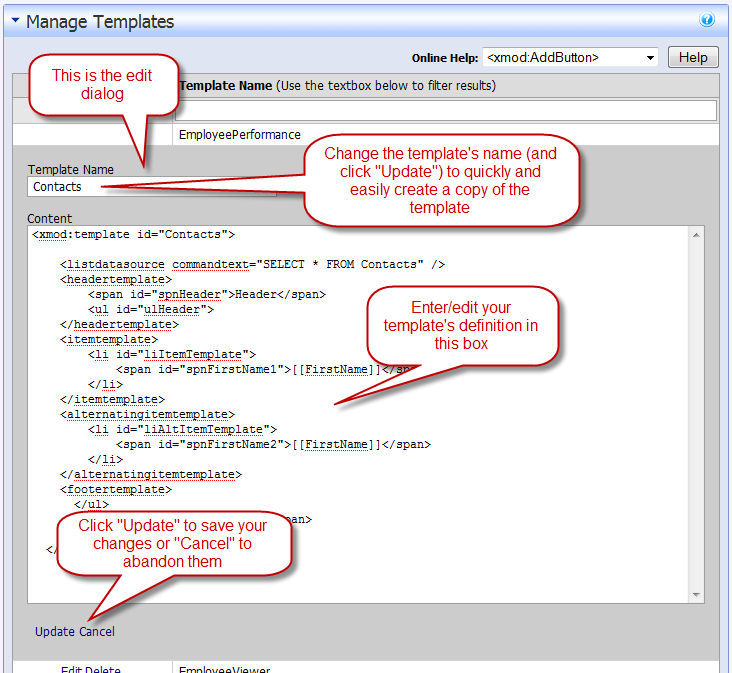 Manage Templates
Online Help: <xmod:AddButton> Help
This is the edit
dialog
Template Name (Use the textbox below to filter results)
EmployeePerformance
Change the template's name (and
click "Update") to quickly and
easily create a copy of the
template
Template Name
Contacts
Content
<xmod:template id="Contacts">
<listdatasource commandtext="SELECT * FROM Contacts" />
<headertemplate>
<span id="spnHeader">Header</span>
<ul id="ulHeader">
</headertemplate>
Enter/edit your
template's definition in
this box
<itemtemplate>
<li id="liItemTemplate">
<span id="spnFirstName1">[[FirstName]]</span>
</li>
</itemtemplate>
<alternatingitemtemplate>
<li id="liAltItemTemplate">
<span id="spnFirstName2">[[FirstName]]</span>
</li>
</alternatingitemtemplate>
<footertemplate>
</ul>
Click "Update" to save your
changes or "Cancel" to
abandon them
Update Cancel
Edit Delete EmployeeViewer